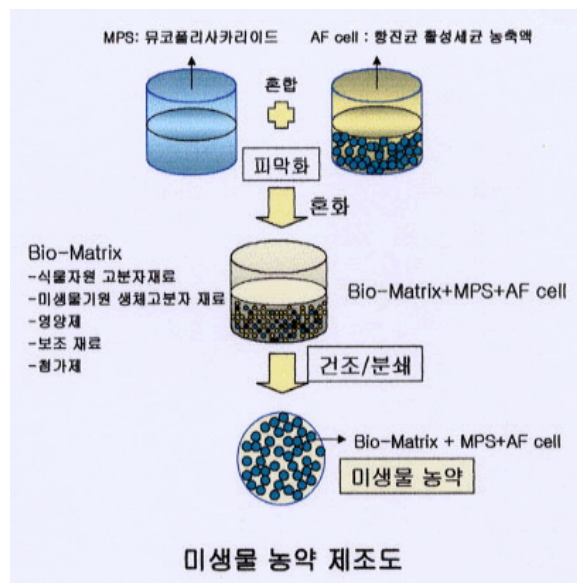 MPS: 뮤코폴리사카리이드
AF cell : 항진균 활성세균 농축액
혼합
피막화
혼화
Bio-Matrix
-식물자원 고분자재료
-미생물기원 생체고분자 재료
-영양제
-보조 재료
-첨가제
Bio-Matrix+MPS+AF cell
건조/분쇄
Bio-Matrix + MPS+AF cell
미생물 농약
미생물 농약 제조도